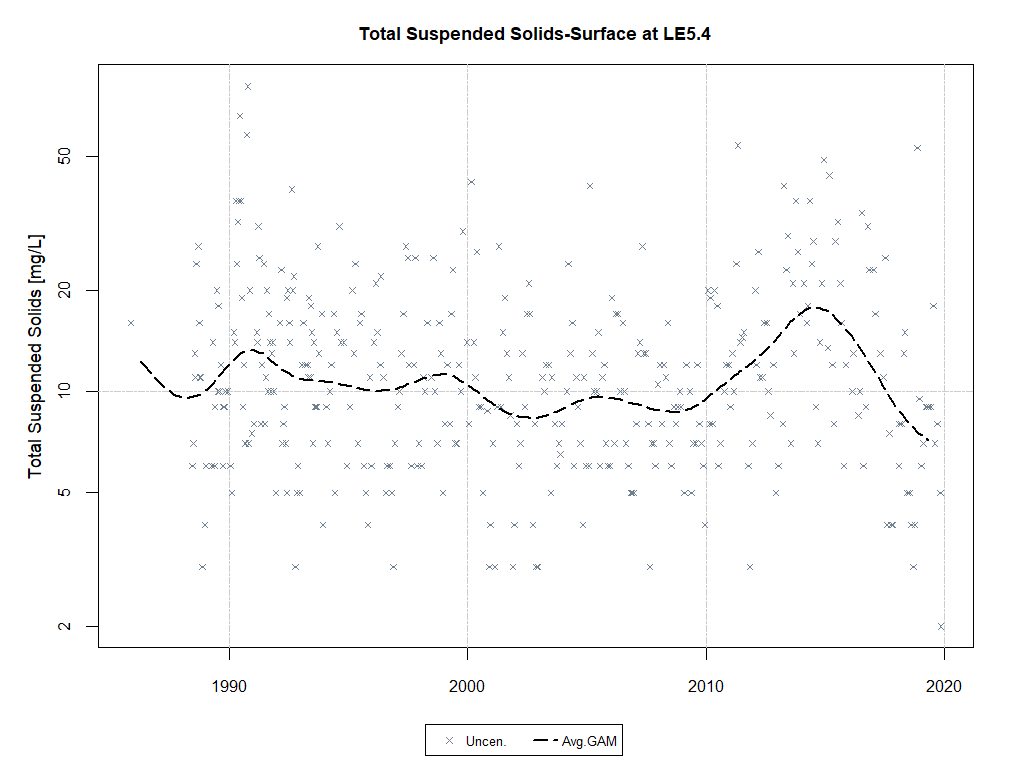 Total Suspended Solids-Surface at LE5.4
Total Suspended Solids [mg/L]
50
20
10
5
2
1990 2000 2010 2020
Uncen. Avg.GAM